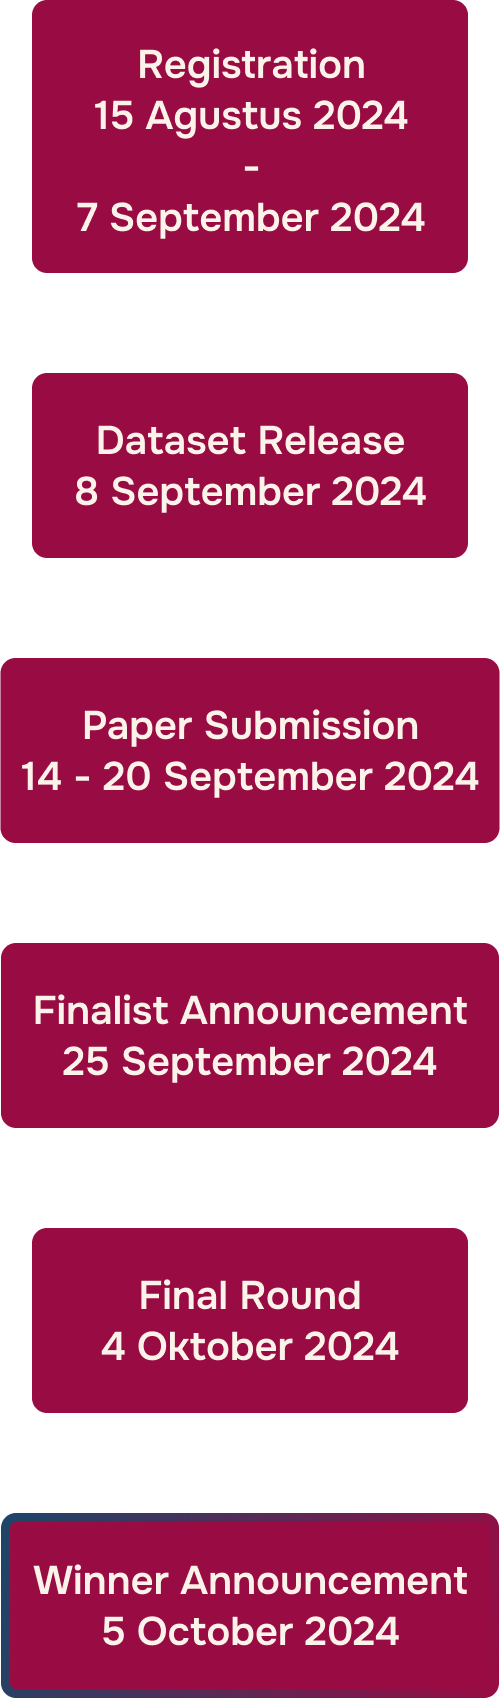 Registration
15 Agustus 2024
-
7 September 2024
Dataset Release
8 September 2024
Paper Submission
14 - 20 September 2024
Finalist Announcement
25 September 2024
Final Round
4 Oktober 2024
Winner Announcement
5 October 2024